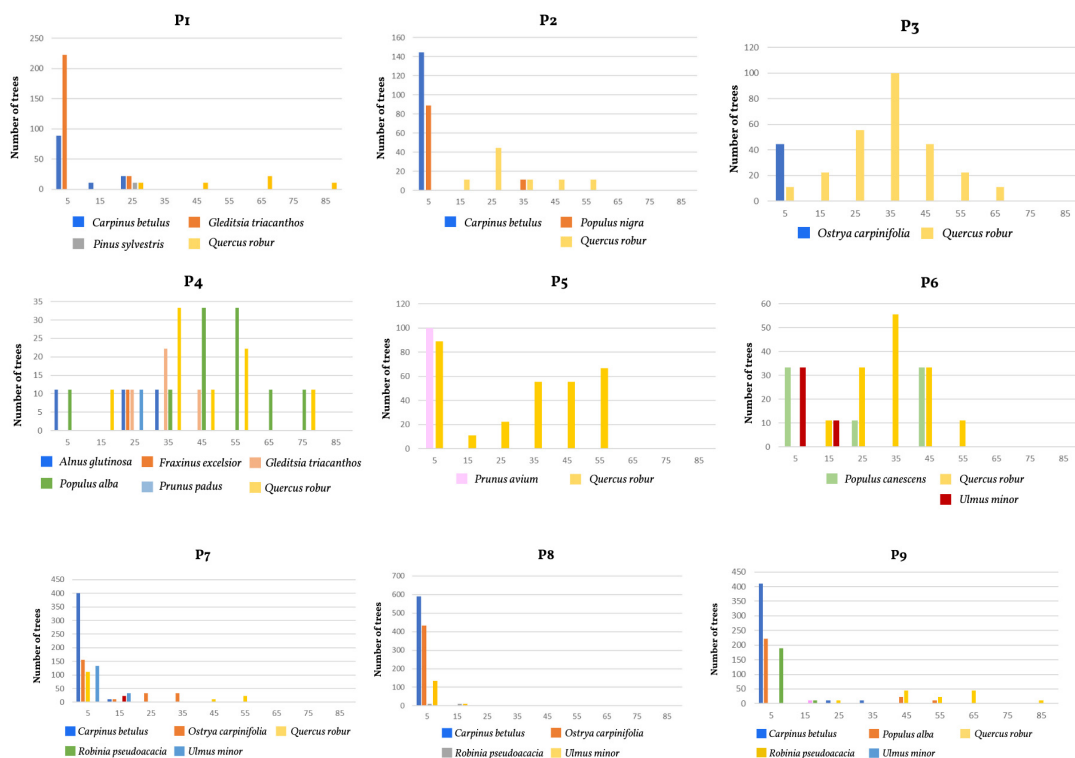 P1
Number of trees
250
200
150
100
50
0
5 15 25 35 45 55 65 75 85
Carpinus betulus Gleditsia triacanthos
Pinus sylvestris Quercus robur
P2
Number of trees
160
140
120
100
80
60
40
20
0
5 15 25 35 45 55 65 75 85
Carpinus betulus Populus nigra
Quercus robur
P3
Number of trees
120
100
80
60
40
20
0
5 15 25 35 45 55 65 75 85
Ostrya carpinifolia Quercus robur
P4
Number of trees
35
30
25
20
15
10
5
0
5 15 25 35 45 55 65 75 85
Alnus glutinosa Fraxinus excelsior Gleditsia triacanthos
Populus alba Prunus padus Quercus robur
P5
Number of trees
120
100
80
60
40
20
0
5 15 25 35 45 55 65 75 85
Prunus avium Quercus robur
P6
Number of trees
60
50
40
30
20
10
0
5 15 25 35 45 55 65 75 85
Populus canescens Quercus robur
Ulmus minor
P7
Number of trees
450
400
350
300
250
200
150
100
50
0
5 15 25 35 45 55 65 75 85
Carpinus betulus Ostrya carpinifolia Quercus robur
Robinia pseudoacacia Ulmus minor
P8
Number of trees
700
600
500
400
300
200
100
0
5 15 25 35 45 55 65 75 85
Carpinus betulus Ostrya carpinifolia
Robinia pseudoacacia Ulmus minor
P9
Number of trees
450
400
350
300
250
200
150
100
50
0
5 15 25 35 45 55 65 75 85
Carpinus betulus Populus alba Quercus robur
Robinia pseudoacacia Ulmus minor